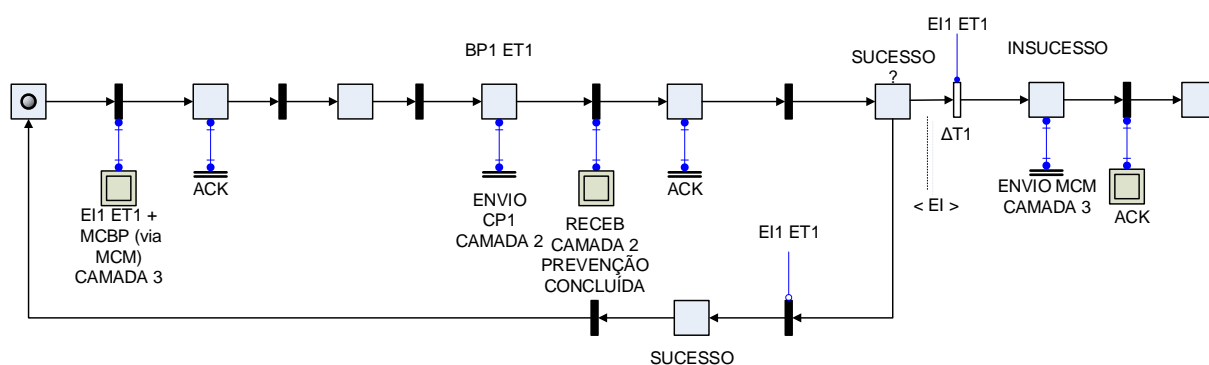 EI1 ET1
BP1 ET1
SUCESSO
?
INSUCESSO
ΔT1
ACK
ENVIO
CP1
CAMADA 2
ACK
< EI >
ENVIO MCM
CAMADA 3
ACK
EI1 ET1 +
MCBP (via
MCM)
CAMADA 3
RECEB
CAMADA 2
PREVENÇÃO
CONCLUÍDA
EI1 ET1
SUCESSO